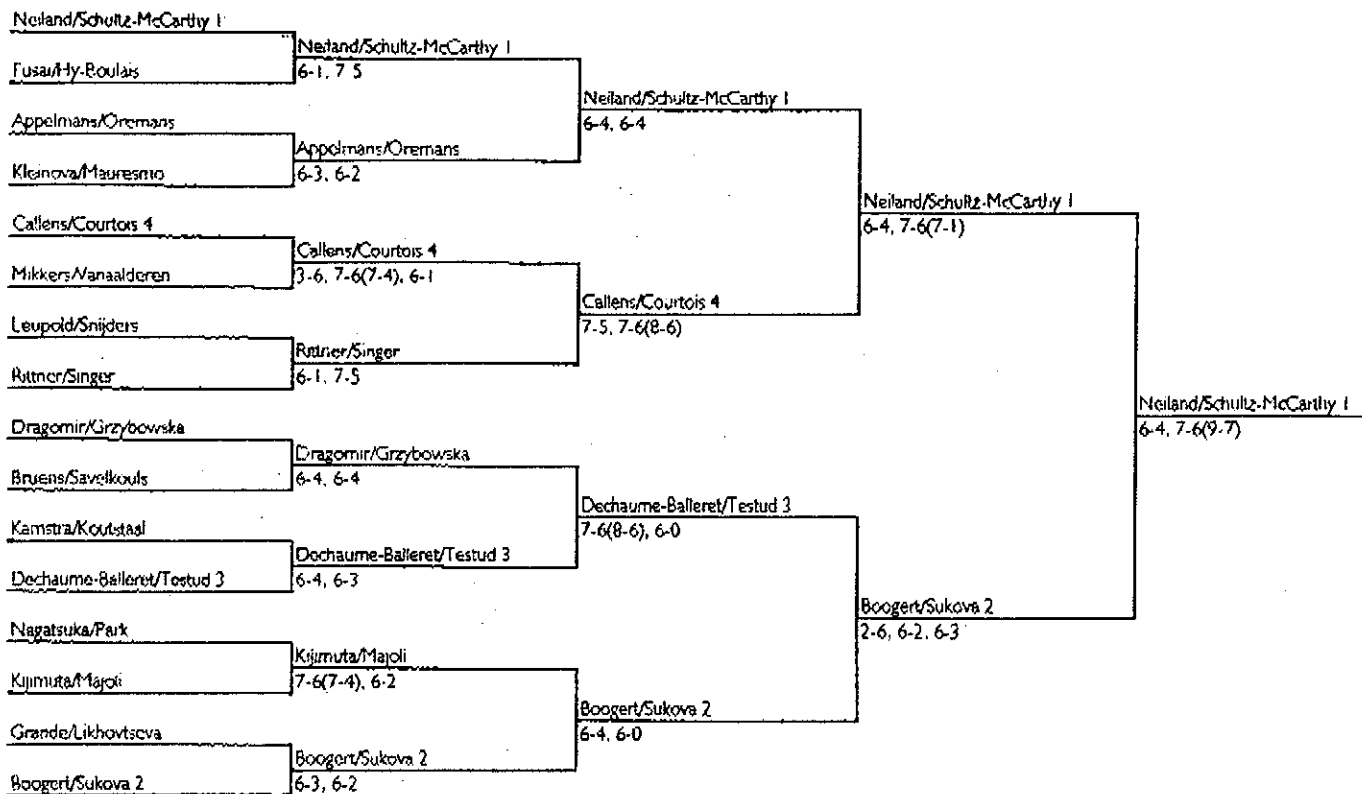 Neiland/Schultz-McCarthy 1
Fusai/Hy-Boulais
Appelmans/Oremans
Kleinova/Mauresmo
Callens/Courtois 4
Mikkers/Vanaalderen
Leupold/Snijders
Rittner/Singer
Dragomir/Grzybowska
Bruens/Savelkouls
Kamstra/Koutstaal
Dechaume-Balleret/Testud 3
Nagatsuka/Park
Kijimuta/Majoli
Grande/Likhovtseva
Boogert/Sukova 2
Neiland/Schultz-McCarthy 1
6-1, 7-5
Appelmans/Oremans
6-3, 6-2
Callens/Courtois 4
3-6, 7-6(7-4), 6-1
Rittner/Singer
6-1, 7-5
Dragomir/Grzybowska
6-4, 6-4
Dechaume-Balleret/Testud 3
6-4, 6-3
Kijimuta/Majoli
7-6(7-4), 6-2
Boogert/Sukova 2
6-3, 6-2
Neiland/Schultz-McCarthy 1
6-4, 6-4
Callens/Courtois 4
7-5, 7-6(8-6)
Dechaume-Balleret/Testud 3
7-6(8-6), 6-0
Boogert/Sukova 2
6-4, 6-0
Neiland/Schultz-McCarthy 1
6-4, 7-6(7-1)
Boogert/Sukova 2
2-6, 6-2, 6-3
Neiland/Schultz-McCarthy 1
6-4, 7-6(9-7)